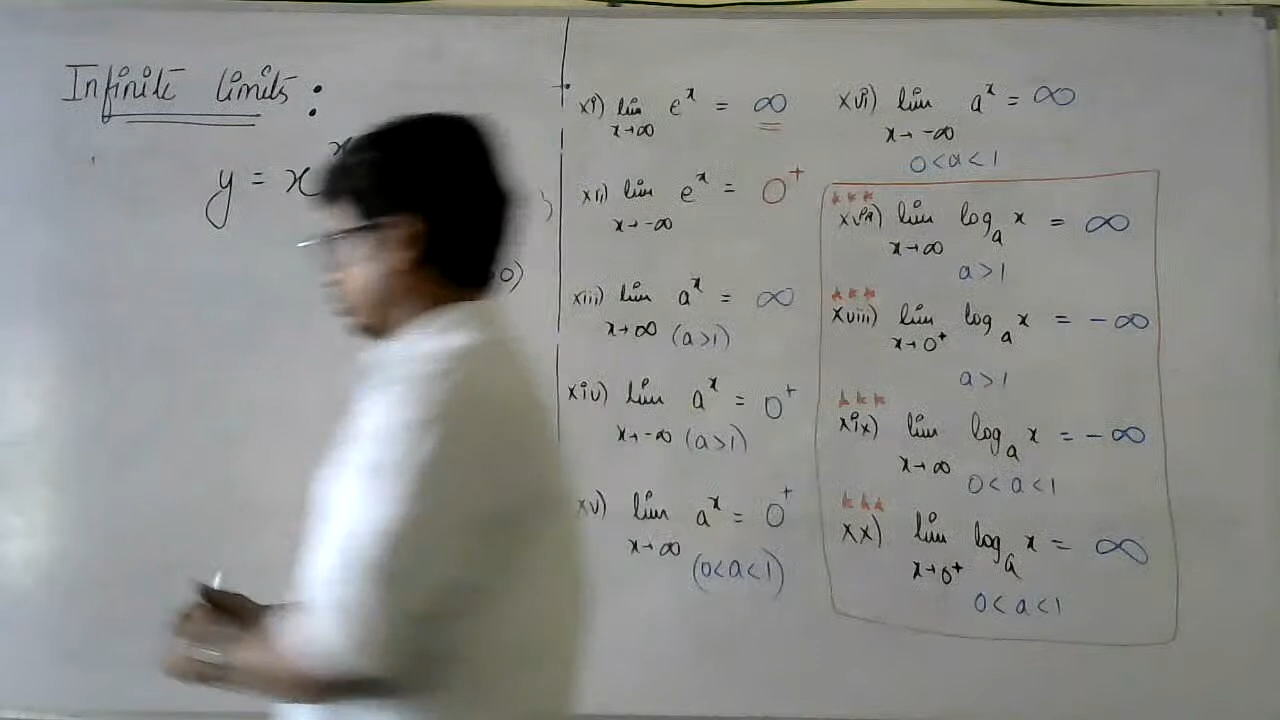 Infinite limits :
y = x^x
>0)
xi) lim e^x = ∞
x→∞
xii) lim e^x = 0⁺
x→-∞
xiii) lim a^x = ∞
x→∞ (a>1)
xiv) lim a^x = 0⁺
x→-∞ (a>1)
xv) lim a^x = 0⁺
x→∞ (0<a<1)
xvi) lim a^x = ∞
x→-∞
0<a<1
***
xvii) lim log_a x = ∞
x→∞
a>1
***
xviii) lim log_a x = -∞
x→0⁺
a>1
***
xix) lim log_a x = -∞
x→∞
0<a<1
***
xx) lim log_a x = ∞
x→0⁺
0<a<1